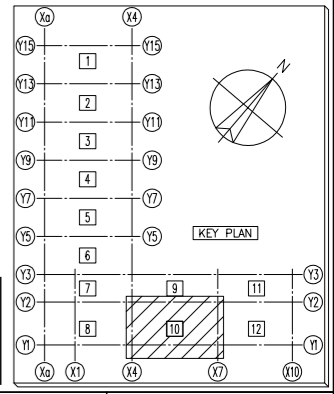 Xa X4
Y15 Y15
1
N
Y13 Y13
2
Y11 Y11
3
Y9 Y9
4
Y7 Y7
5
KEY PLAN
Y5 Y5
6
Y3 Y3
7 9 11
Y2 Y2
8 10 12
Y1 Y1
Xa X1 X4 X7 X10